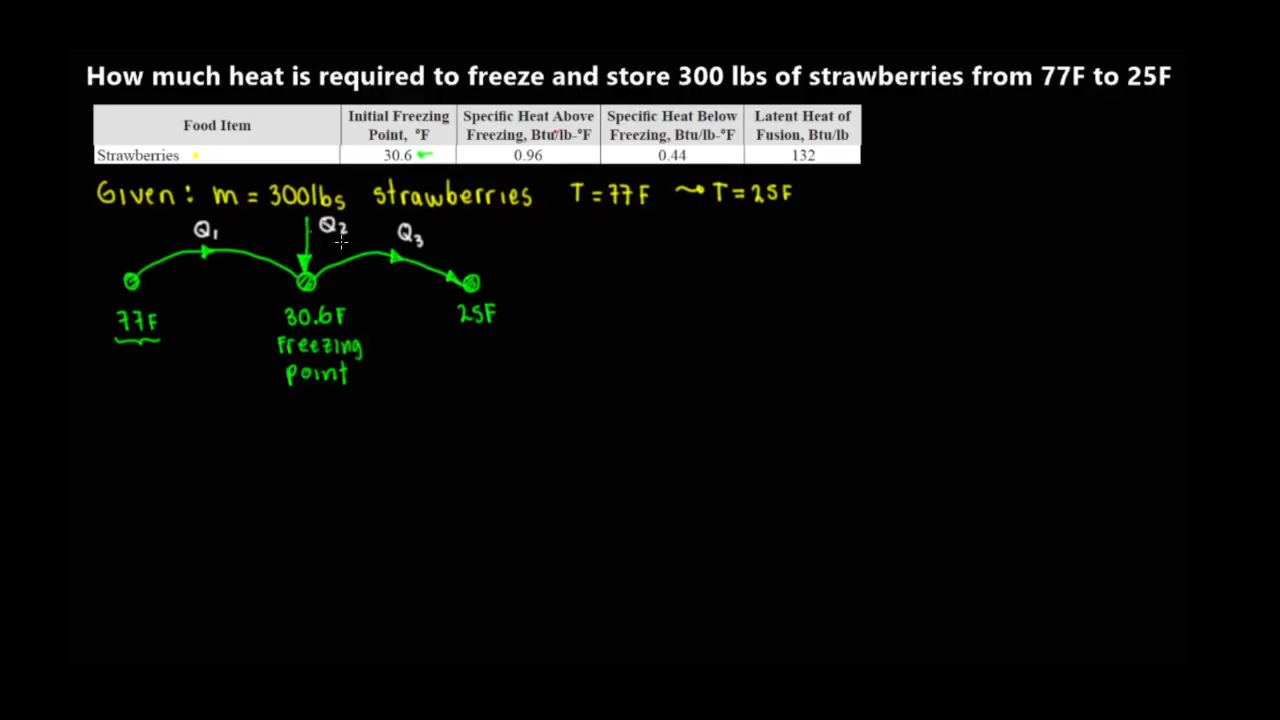 How much heat is required to freeze and store 300 lbs of strawberries from 77F to 25F
Food Item Initial Freezing Point, °F Specific Heat Above Freezing, Btu/lb-°F Specific Heat Below Freezing, Btu/lb-°F Latent Heat of Fusion, Btu/lb
Strawberries 30.6 0.96 0.44 132
Given: m = 300lbs strawberries T = 77F ⤳ T = 25F
Q1 Q2 Q3
77F 30.6F 25F
Freezing
point